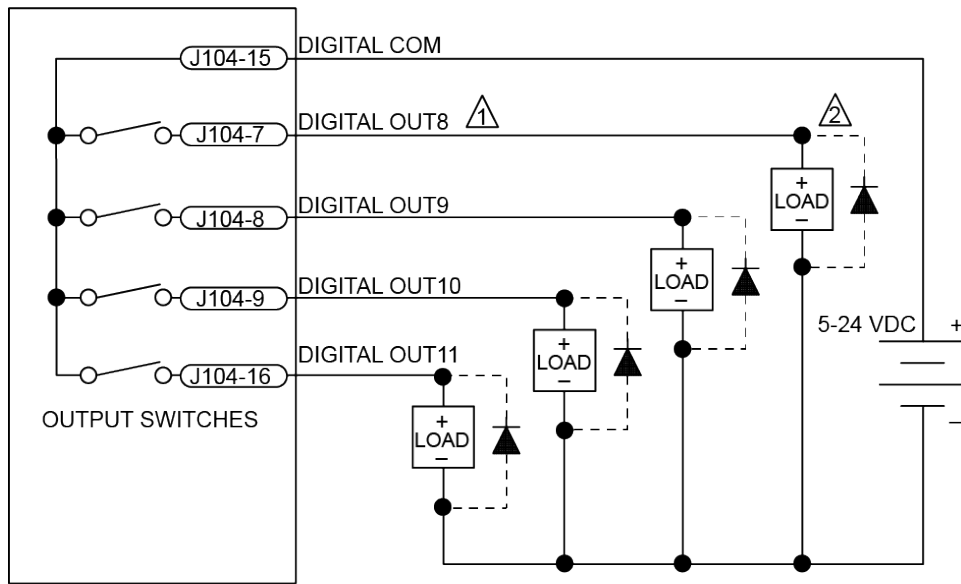 J104-15 DIGITAL COM
J104-7 DIGITAL OUT8 1 2
+
LOAD
−
J104-8 DIGITAL OUT9
+
LOAD
−
J104-9 DIGITAL OUT10
+
LOAD
−
5-24 VDC +
−
J104-16 DIGITAL OUT11
+
LOAD
−
OUTPUT SWITCHES